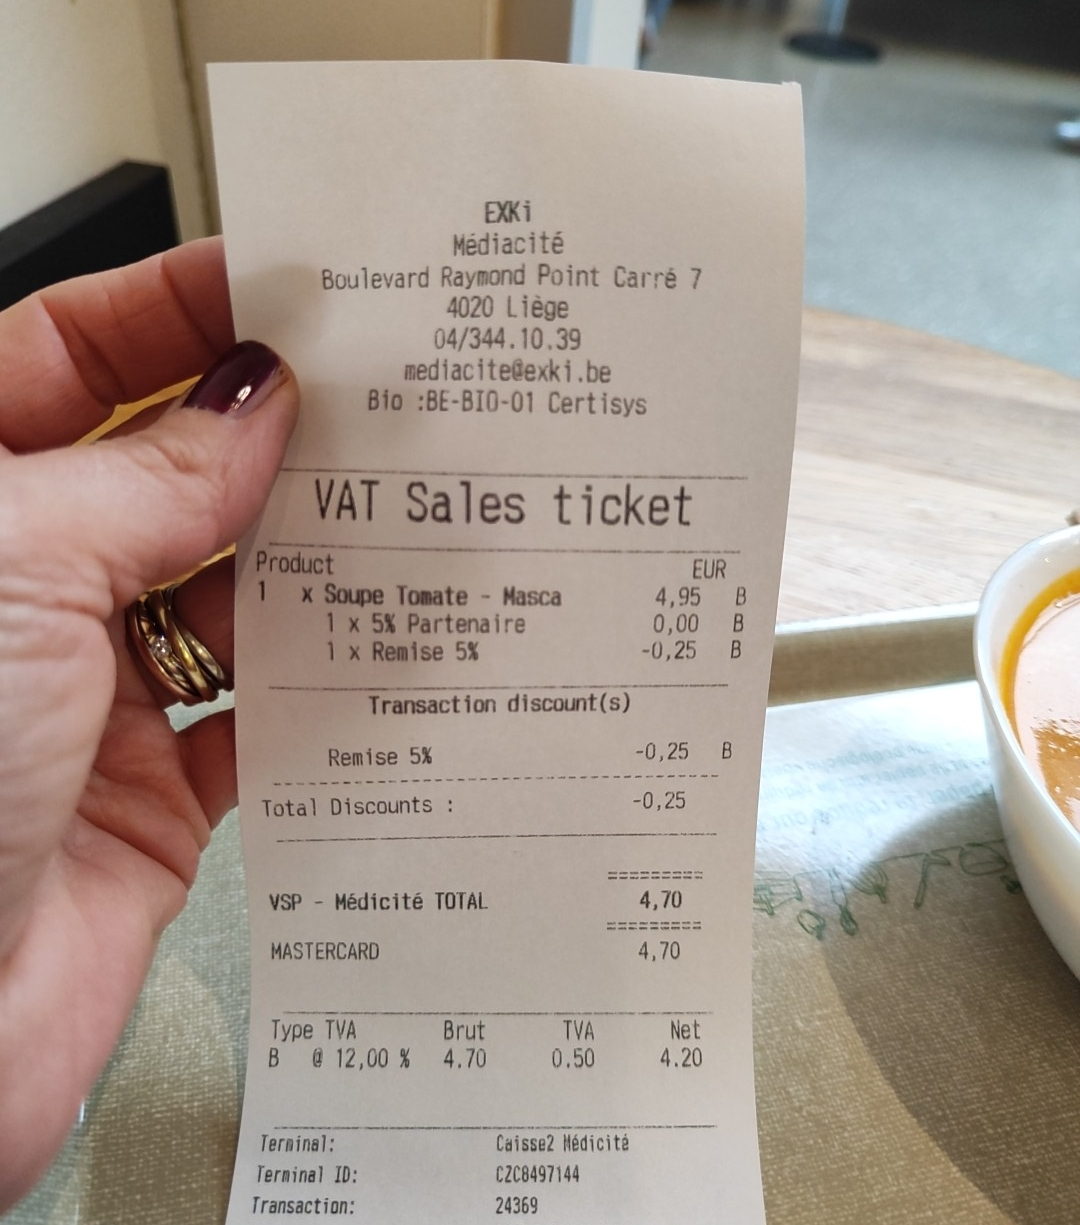 EXKi
Médiacité
Boulevard Raymond Point Carré 7
4020 Liège
04/344.10.39
mediacite@exki.be
Bio :BE-BIO-01 Certisys
VAT Sales ticket
Product EUR
1 x Soupe Tomate - Masca 4,95 B
1 x 5% Partenaire 0,00 B
1 x Remise 5% -0,25 B
Transaction discount(s)
Remise 5% -0,25 B
Total Discounts : -0,25
=========
VSP - Médicité TOTAL 4,70
=========
MASTERCARD 4,70
Type TVA Brut TVA Net
B @ 12,00 % 4.70 0.50 4.20
Terminal: Caisse2 Médicité
Terminal ID: CZC8497144
Transaction: 24369